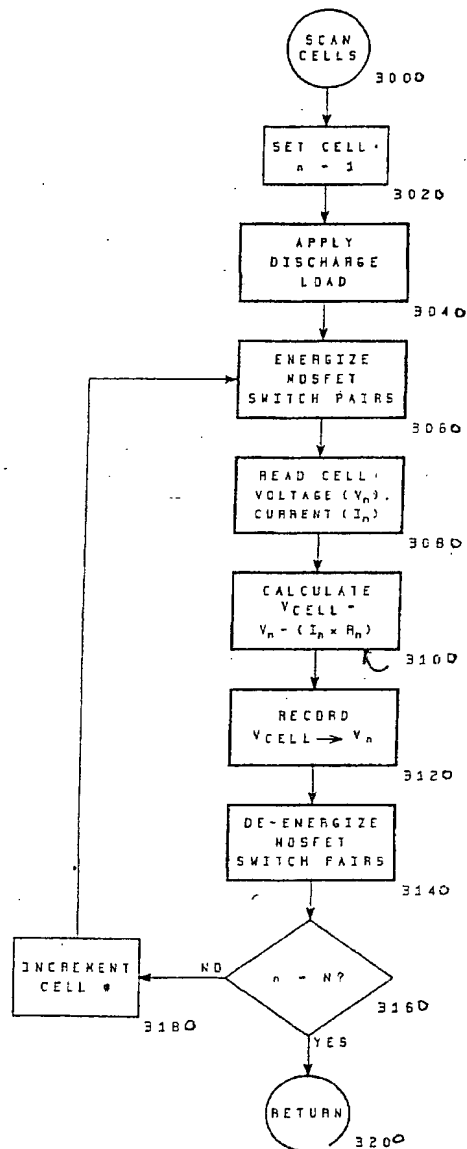 SCAN
CELLS
3000
SET CELL:
n - 1
3020
APPLY
DISCHARGE
LOAD
3040
ENERGIZE
MOSFET
SWITCH PAIRS
3060
READ CELL:
VOLTAGE (Vn),
CURRENT (In)
3080
CALCULATE
VCELL =
Vn - (In × Rn)
3100
RECORD
VCELL → Vn
3120
DE-ENERGIZE
MOSFET
SWITCH PAIRS
3140
n = N?
3160
NO
INCREMENT
CELL #
3180
YES
RETURN
3200